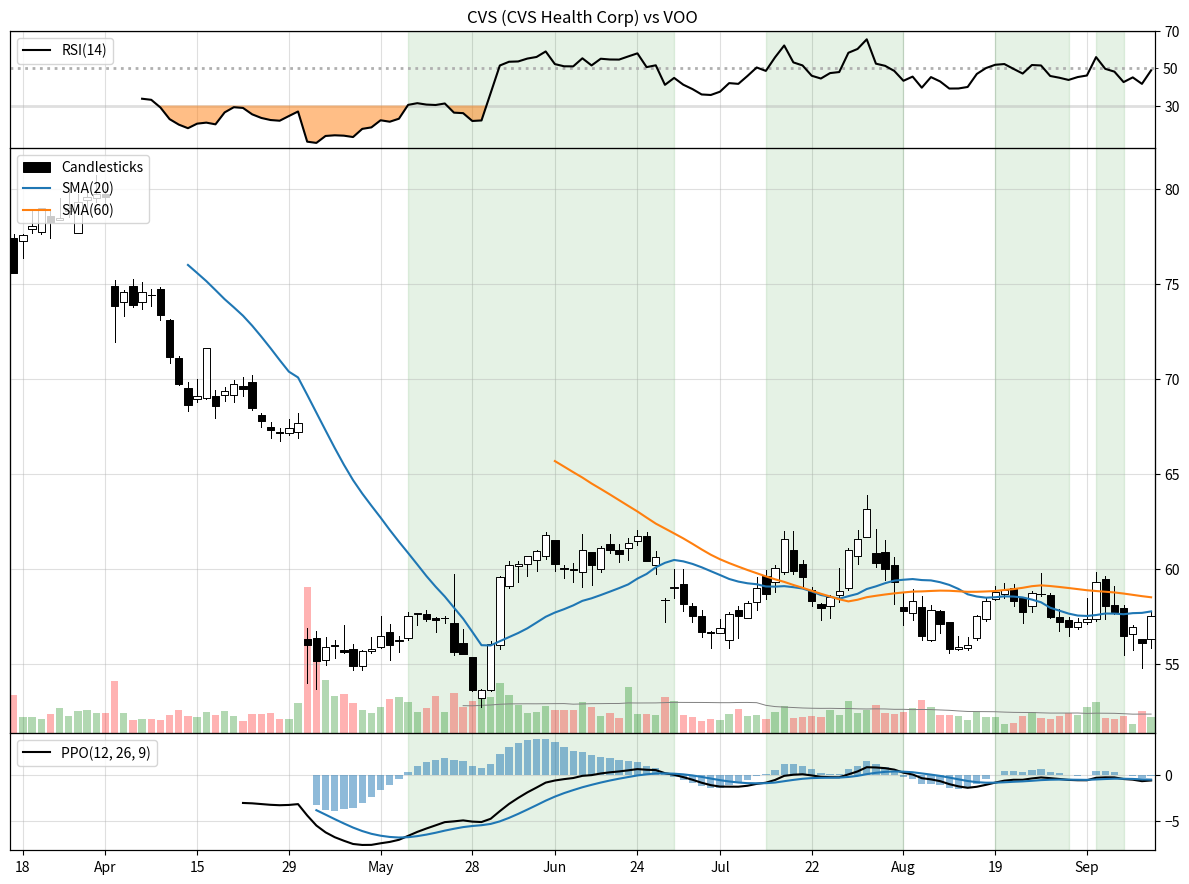 CVS (CVS Health Corp) vs VOO
RSI(14)
70
50
30
Candlesticks
SMA(20)
SMA(60)
80
75
70
65
60
55
PPO(12, 26, 9)
0
−5
18 Apr 15 29 May 28 Jun 24 Jul 22 Aug 19 Sep